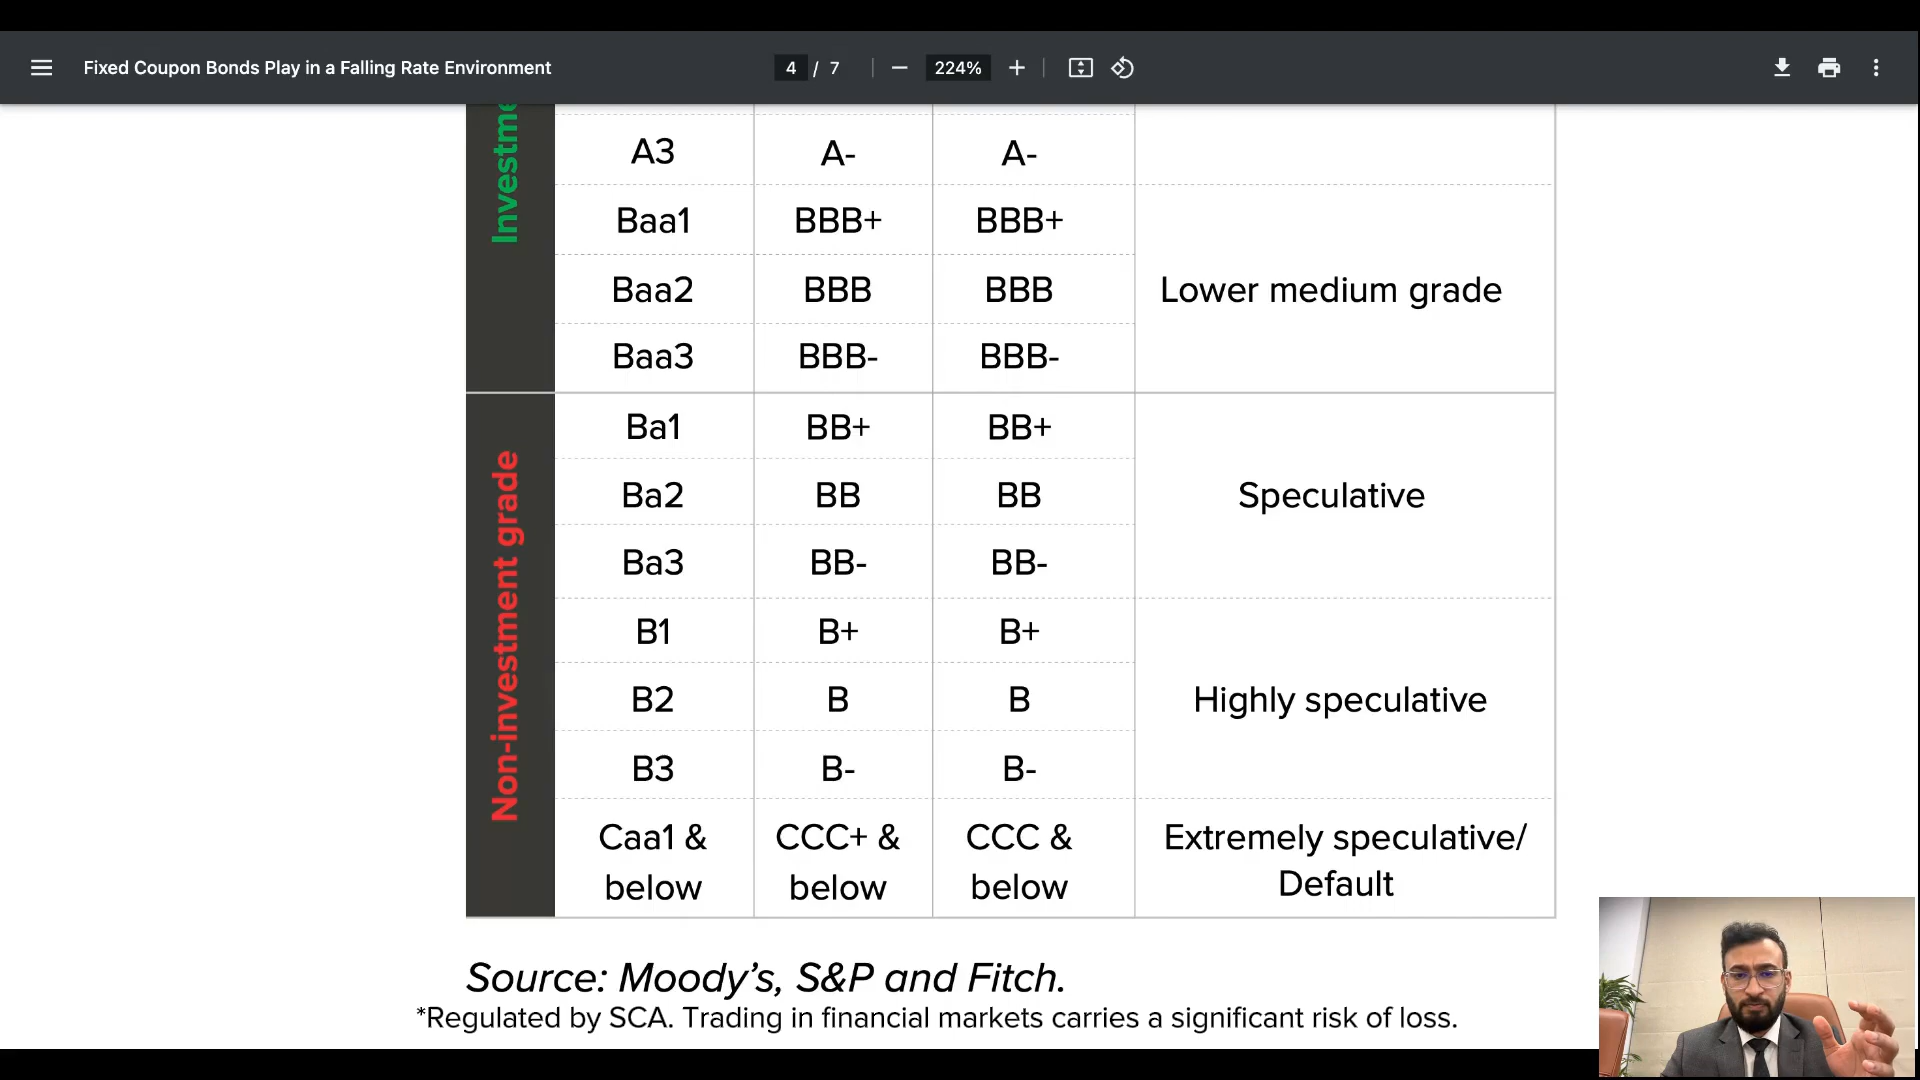 Fixed Coupon Bonds Play in a Falling Rate Environment
4 / 7
224%
Investme
A3 A- A-
Baa1 BBB+ BBB+
Baa2 BBB BBB Lower medium grade
Baa3 BBB- BBB-
Non-investment grade
Ba1 BB+ BB+
Ba2 BB BB Speculative
Ba3 BB- BB-
B1 B+ B+
B2 B B Highly speculative
B3 B- B-
Caa1 & CCC+ & CCC & Extremely speculative/
below below below Default
Source: Moody’s, S&P and Fitch.
*Regulated by SCA. Trading in financial markets carries a significant risk of loss.